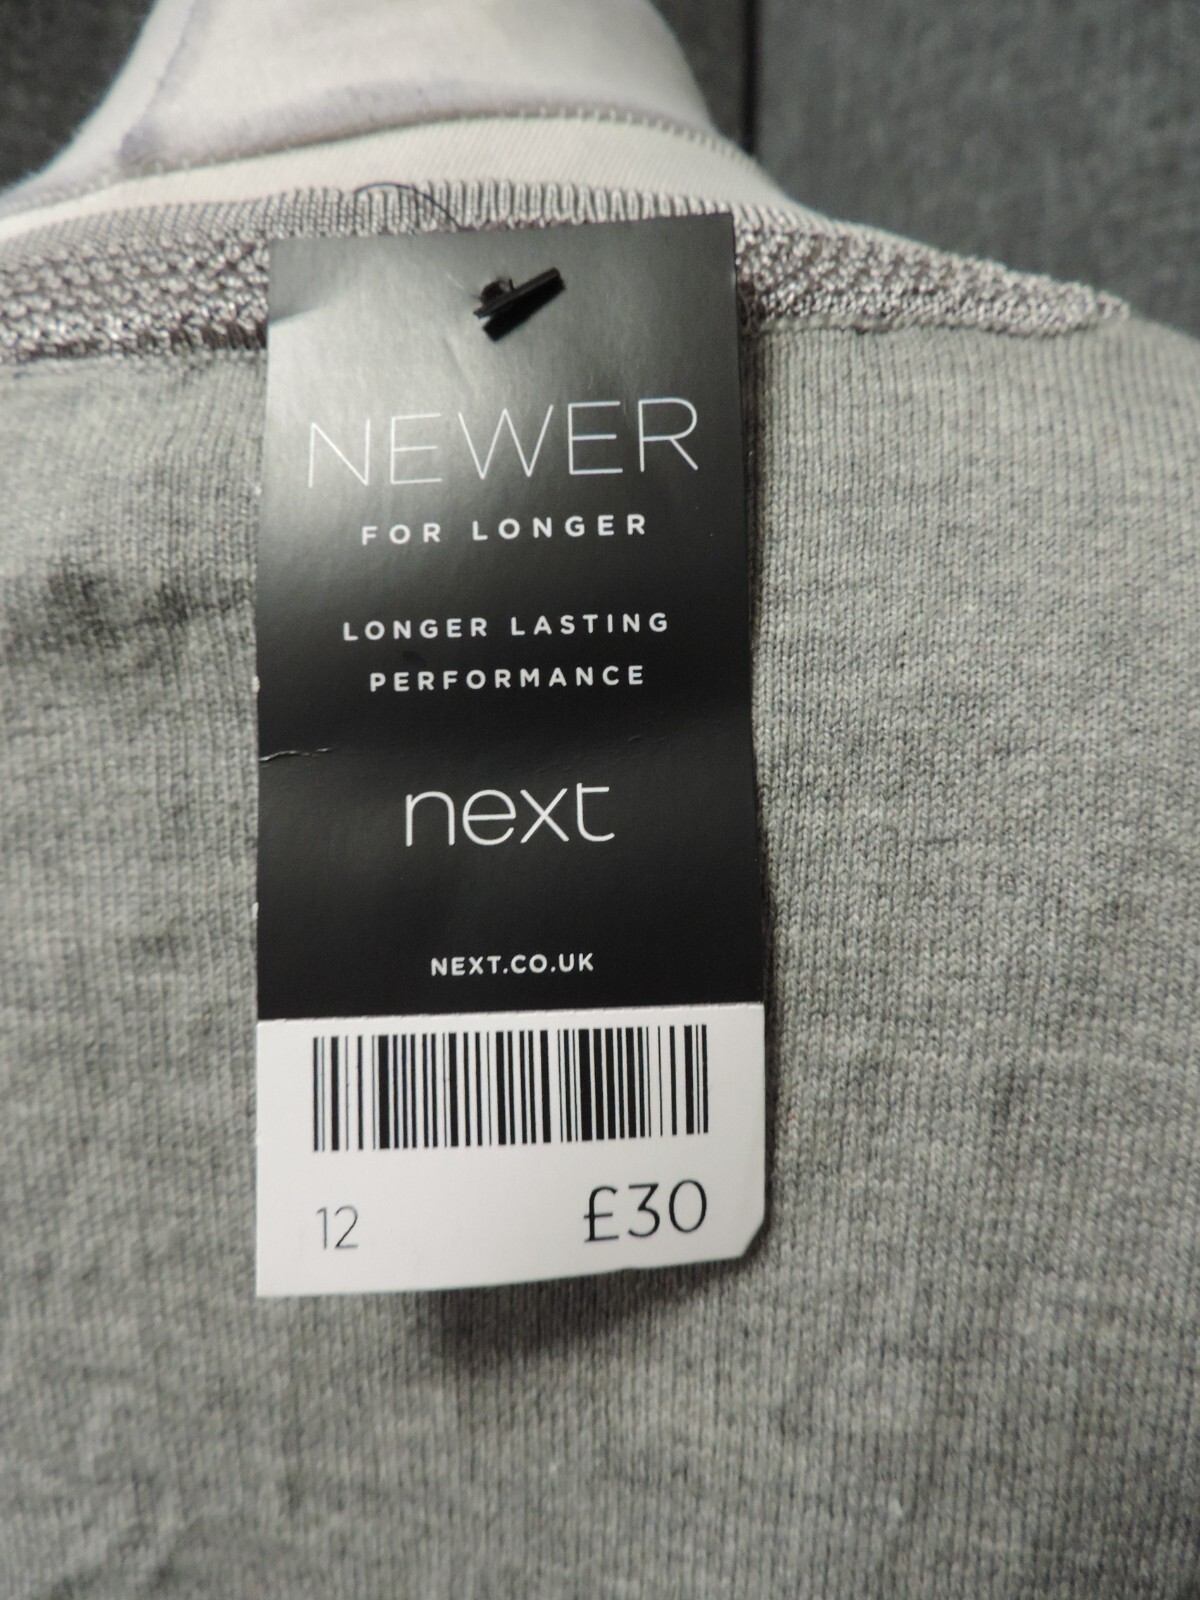 NEWER
FOR LONGER
LONGER LASTING
PERFORMANCE
next
NEXT.CO.UK
12 £30